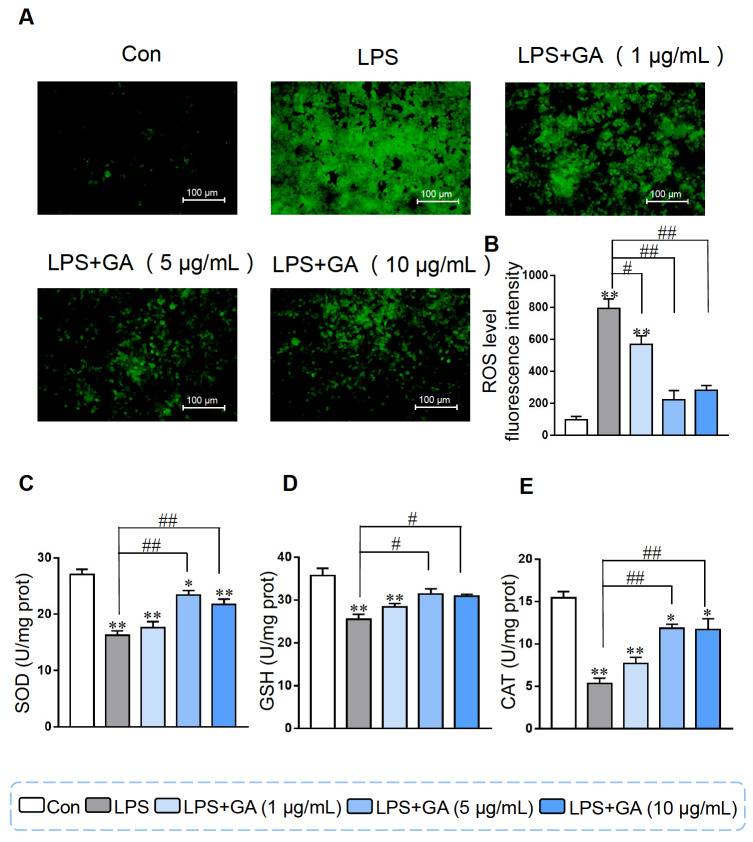 A
Con
LPS
LPS+GA ( 1 μg/mL )
100 μm
100 μm
100 μm
LPS+GA ( 5 μg/mL )
LPS+GA ( 10 μg/mL )
100 μm
100 μm
B
ROS level
fluorescence intensity
1000
800
600
400
200
0
##
##
#
**
**
C
SOD (U/mg prot)
30
20
10
0
##
##
**
**
*
**
D
GSH (U/mg prot)
40
30
20
10
0
#
#
**
**
E
CAT (U/mg prot)
20
15
10
5
0
##
##
**
**
*
*
Con LPS LPS+GA (1 μg/mL) LPS+GA (5 μg/mL) LPS+GA (10 μg/mL)